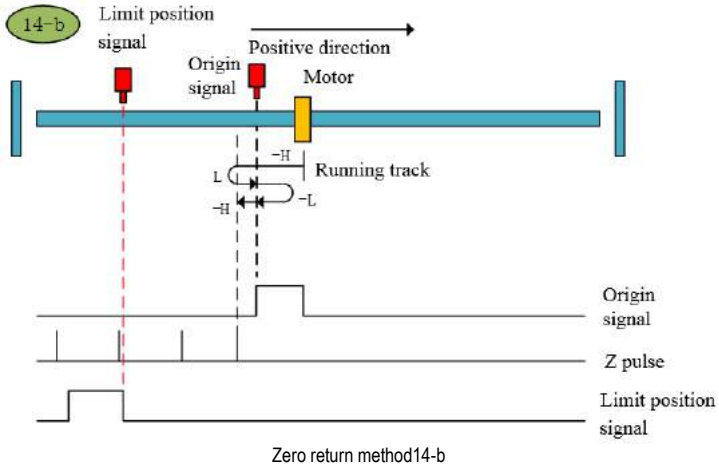 14-b
Limit position
signal
Positive direction
Origin
signal
Motor
-H
L
Running track
-L
-H
Origin
signal
Z pulse
Limit position
signal
Zero return method14-b